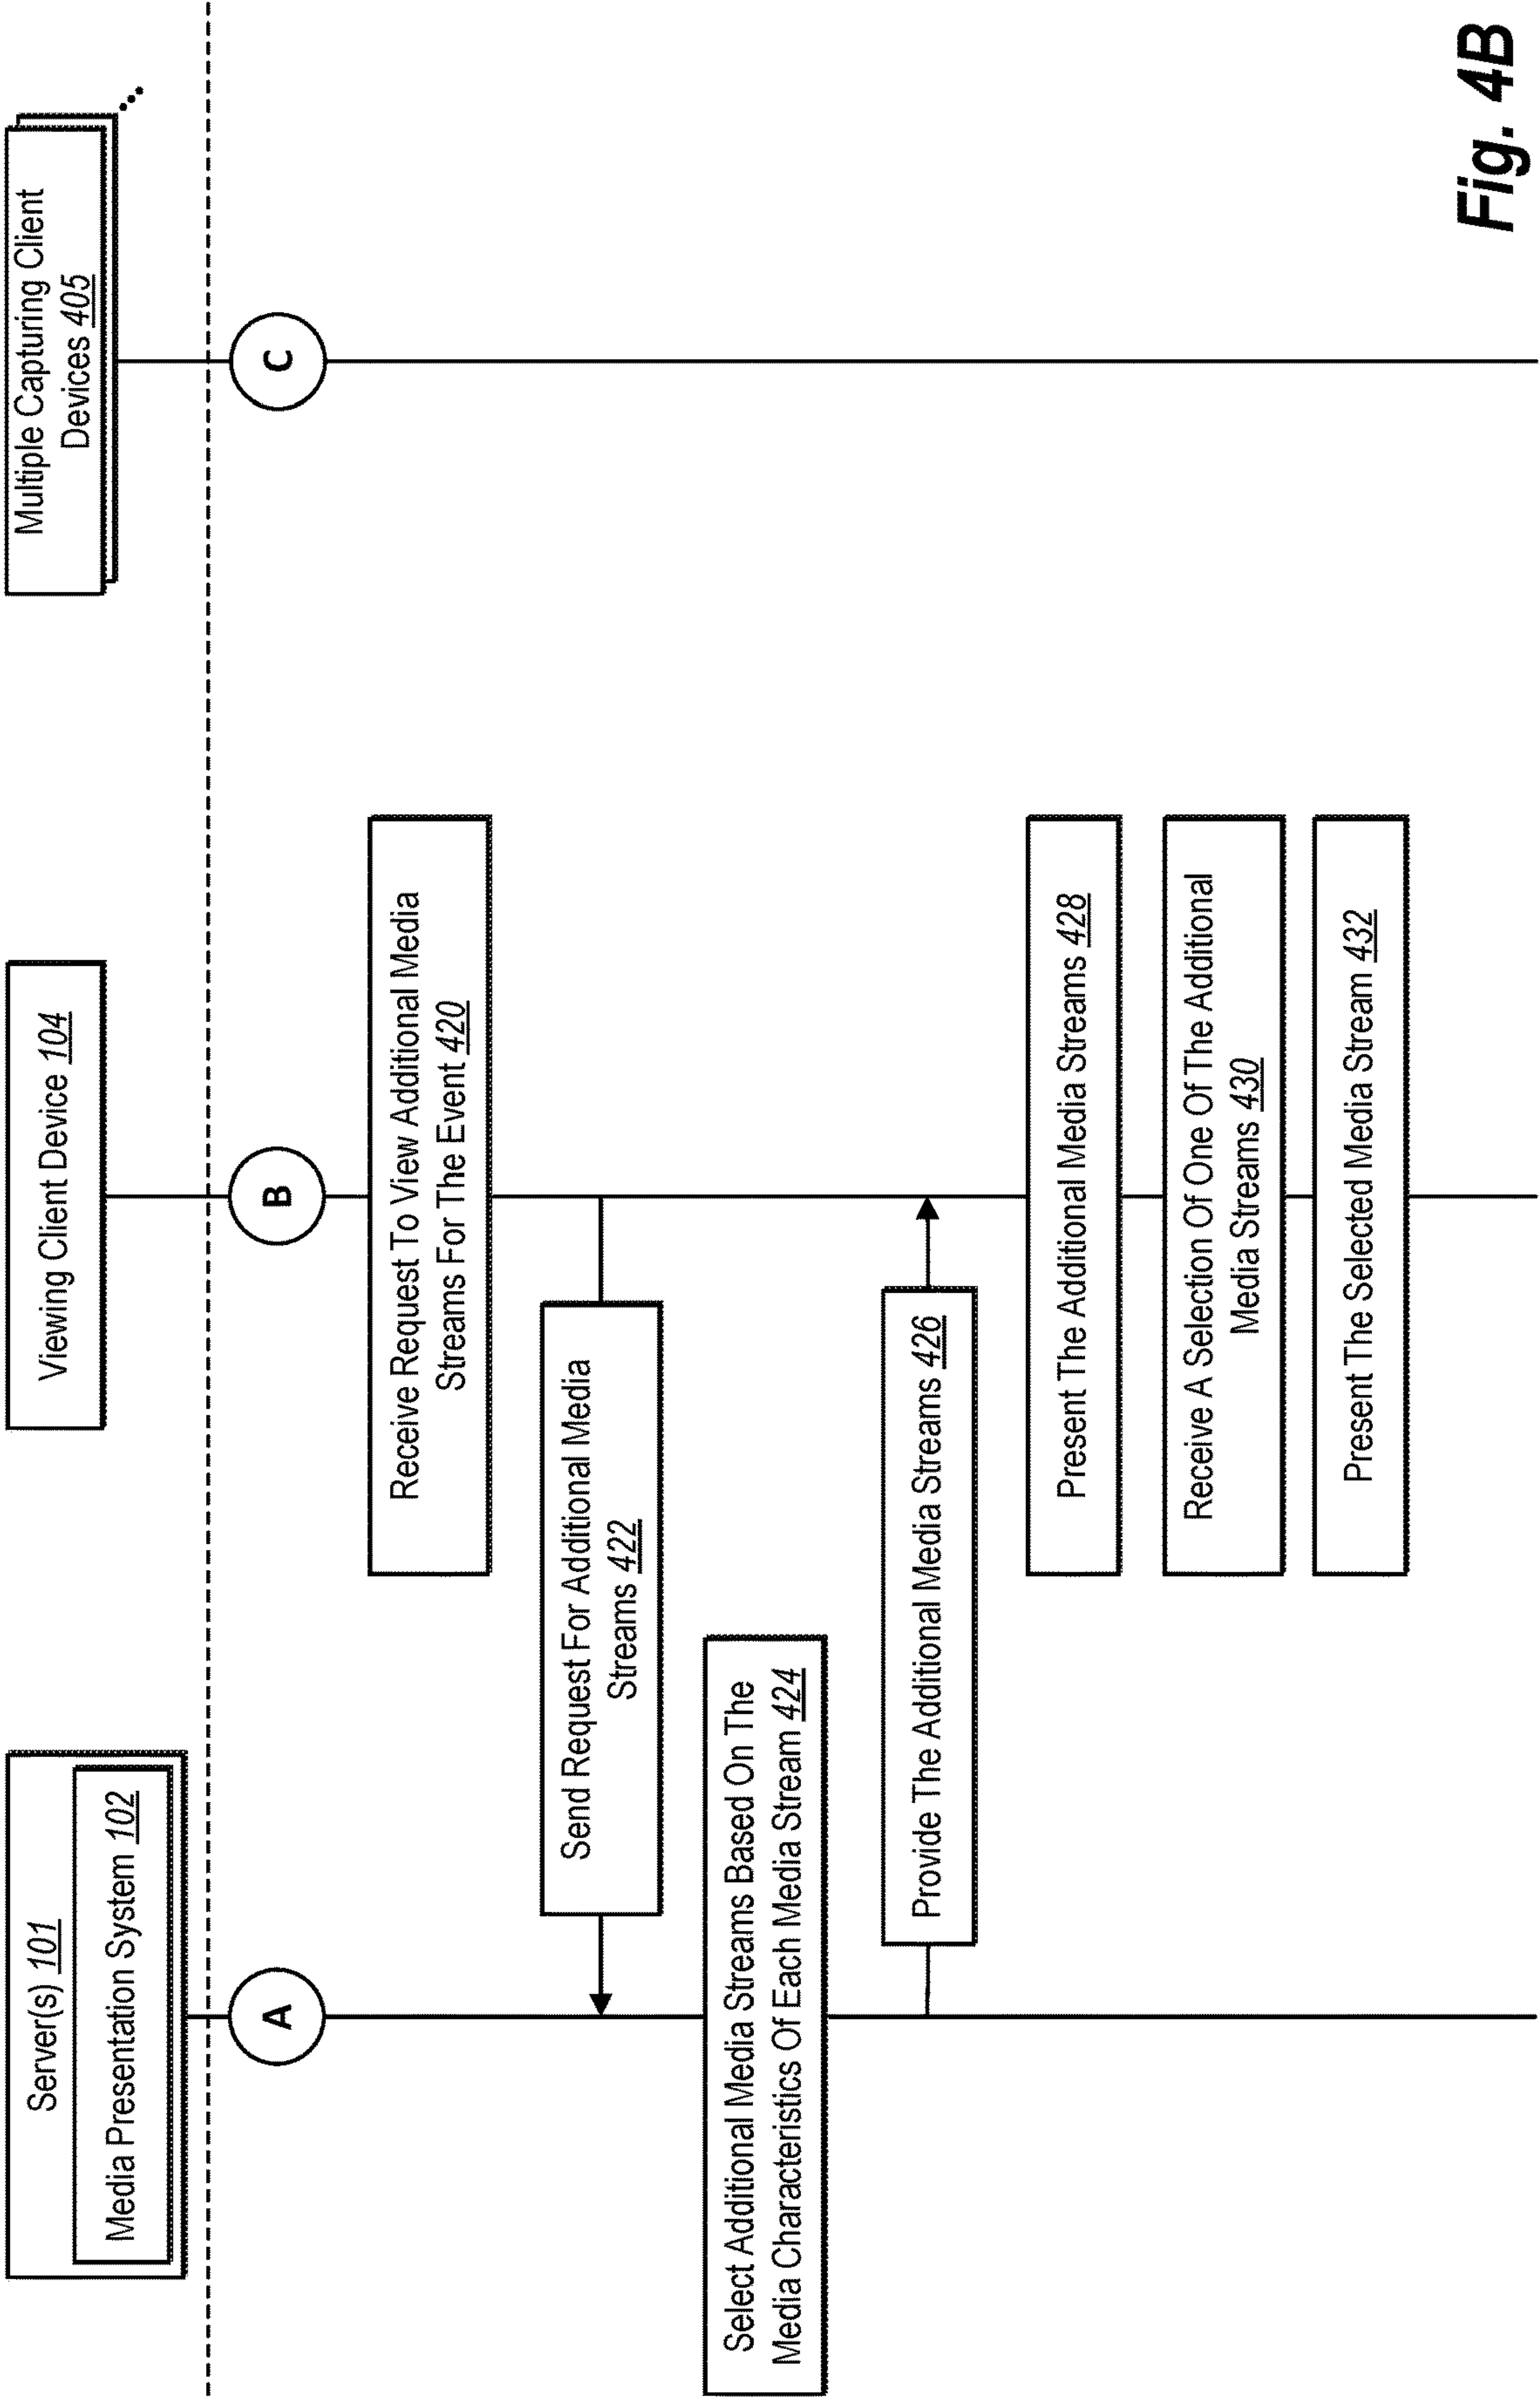 Server(s) 101
Media Presentation System 102
Viewing Client Device 104
Multiple Capturing Client
Devices 405
A
B
C
Receive Request To View Additional Media
Streams For The Event 420
Send Request For Additional Media
Streams 422
Select Additional Media Streams Based On The
Media Characteristics Of Each Media Stream 424
Provide The Additional Media Streams 426
Present The Additional Media Streams 428
Receive A Selection Of One Of The Additional
Media Streams 430
Present The Selected Media Stream 432
Fig. 4B